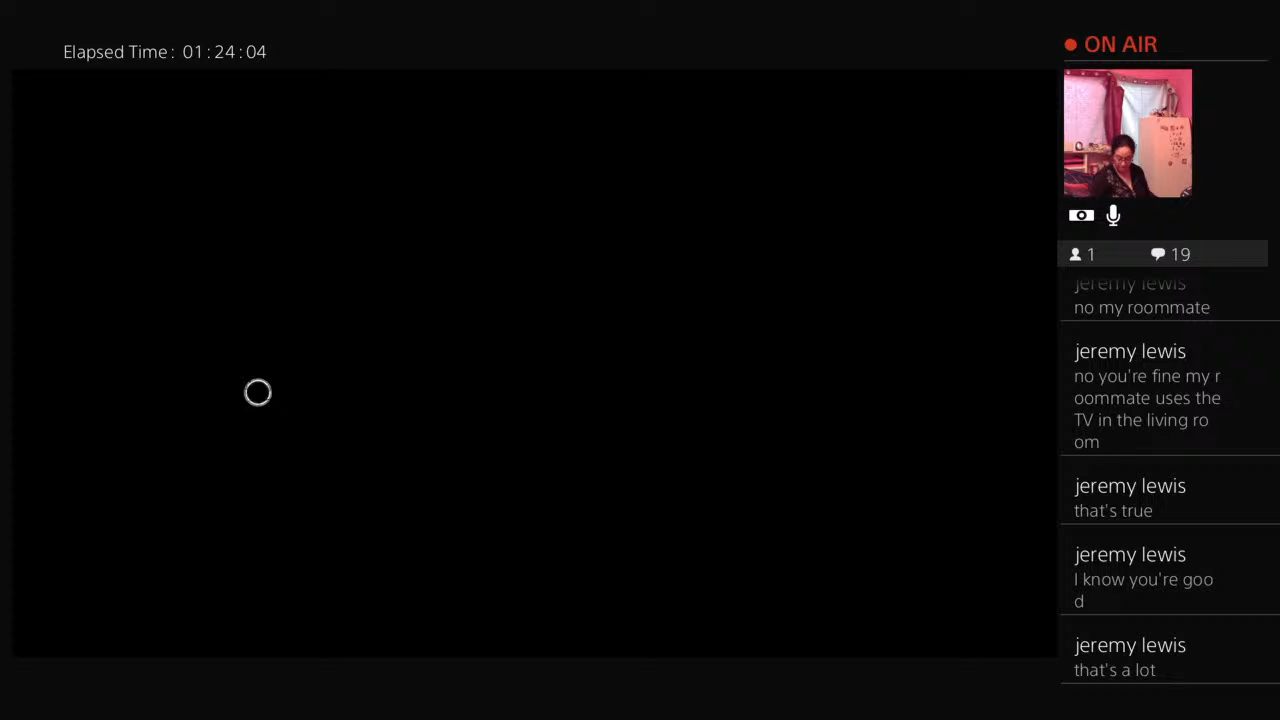 Elapsed Time: 01:24:04
ON AIR
1
19
jeremy lewis
no my roommate
jeremy lewis
no you're fine my r
oommate uses the
TV in the living ro
om
jeremy lewis
that's true
jeremy lewis
I know you're goo
d
jeremy lewis
that's a lot